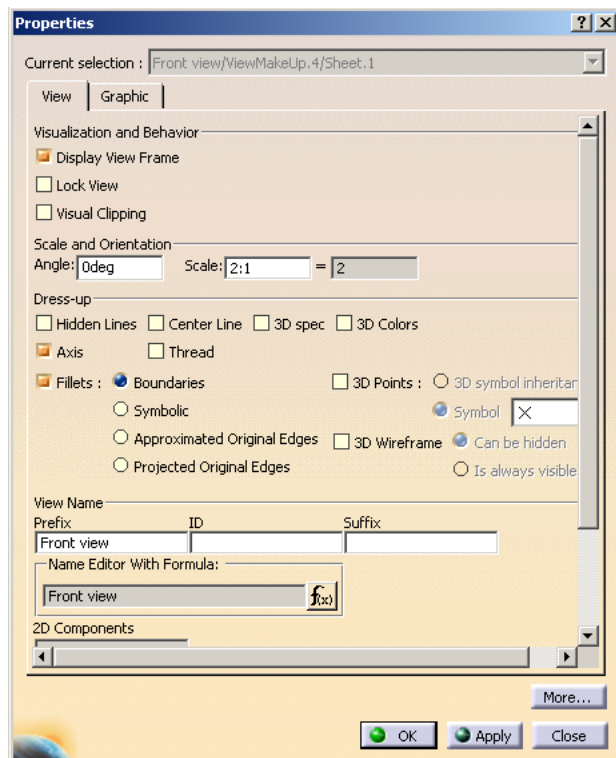 Properties
Current selection : Front view/ViewMakeUp.4/Sheet.1
View Graphic
Visualization and Behavior
Display View Frame
Lock View
Visual Clipping
Scale and Orientation
Angle: 0deg Scale: 2:1 = 2
Dress-up
Hidden Lines Center Line 3D spec 3D Colors
Axis Thread
Fillets : Boundaries 3D Points : 3D symbol inheritan
Symbolic Symbol
Approximated Original Edges 3D Wireframe Can be hidden
Projected Original Edges Is always visible
View Name
Prefix ID Suffix
Front view
Name Editor With Formula:
Front view f(x)
2D Components
More...
OK Apply Close